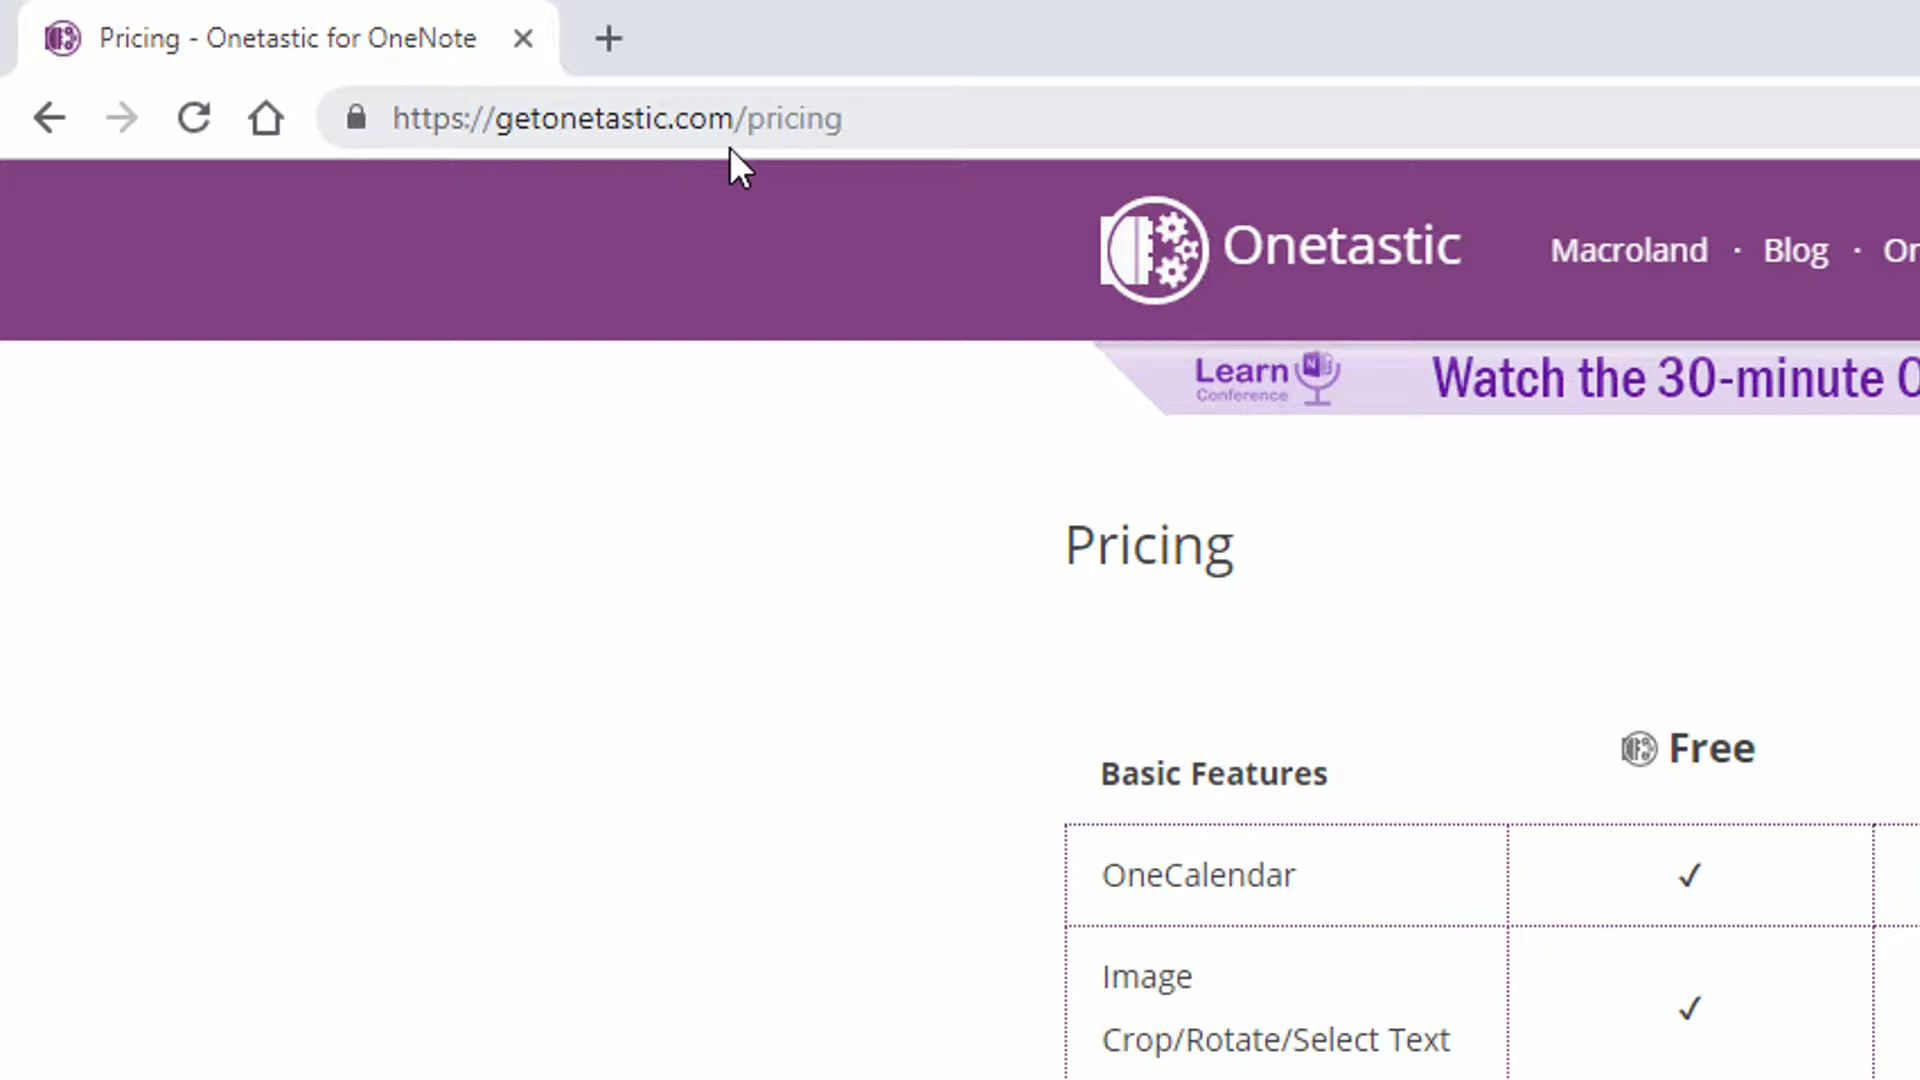 Pricing - Onetastic for OneNote
https://getonetastic.com/pricing
Onetastic
Macroland · Blog ·
Learn
Conference
Watch the 30-minute
Pricing
Basic Features
Free
OneCalendar
✓
Image
Crop/Rotate/Select Text
✓